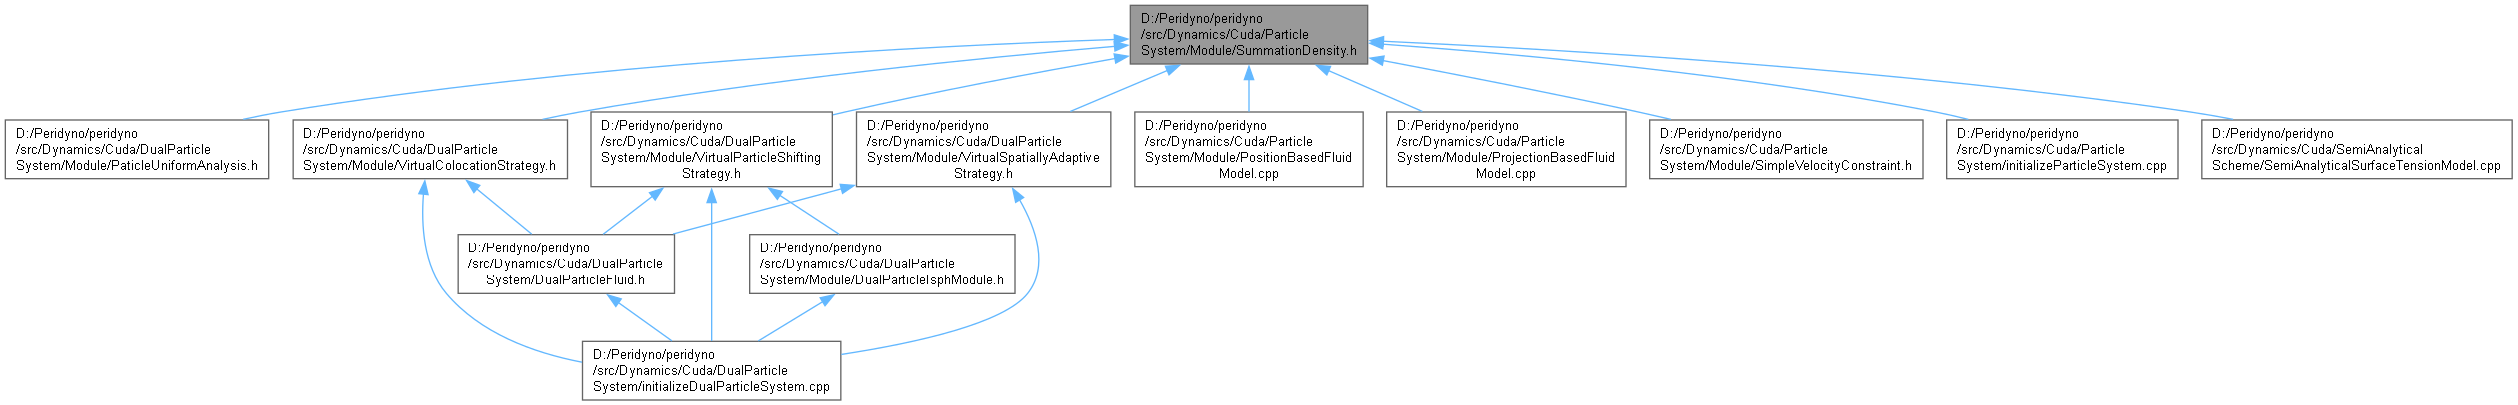 D:/Peridyno/peridyno
/src/Dynamics/Cuda/Particle
System/Module/SummationDensity.h
D:/Peridyno/peridyno
/src/Dynamics/Cuda/DualParticle
System/Module/PaticleUniformAnalysis.h
D:/Peridyno/peridyno
/src/Dynamics/Cuda/DualParticle
System/Module/VirtualColocationStrategy.h
D:/Peridyno/peridyno
/src/Dynamics/Cuda/DualParticle
System/Module/VirtualParticleShifting
Strategy.h
D:/Peridyno/peridyno
/src/Dynamics/Cuda/DualParticle
System/Module/VirtualSpatiallyAdaptive
Strategy.h
D:/Peridyno/peridyno
/src/Dynamics/Cuda/Particle
System/Module/PositionBasedFluid
Model.cpp
D:/Peridyno/peridyno
/src/Dynamics/Cuda/Particle
System/Module/ProjectionBasedFluid
Model.cpp
D:/Peridyno/peridyno
/src/Dynamics/Cuda/Particle
System/Module/SimpleVelocityConstraint.h
D:/Peridyno/peridyno
/src/Dynamics/Cuda/Particle
System/initializeParticleSystem.cpp
D:/Peridyno/peridyno
/src/Dynamics/Cuda/SemiAnalytical
Scheme/SemiAnalyticalSurfaceTensionModel.cpp
D:/Peridyno/peridyno
/src/Dynamics/Cuda/DualParticle
System/DualParticleFluid.h
D:/Peridyno/peridyno
/src/Dynamics/Cuda/DualParticle
System/Module/DualParticleIsphModule.h
D:/Peridyno/peridyno
/src/Dynamics/Cuda/DualParticle
System/initializeDualParticleSystem.cpp